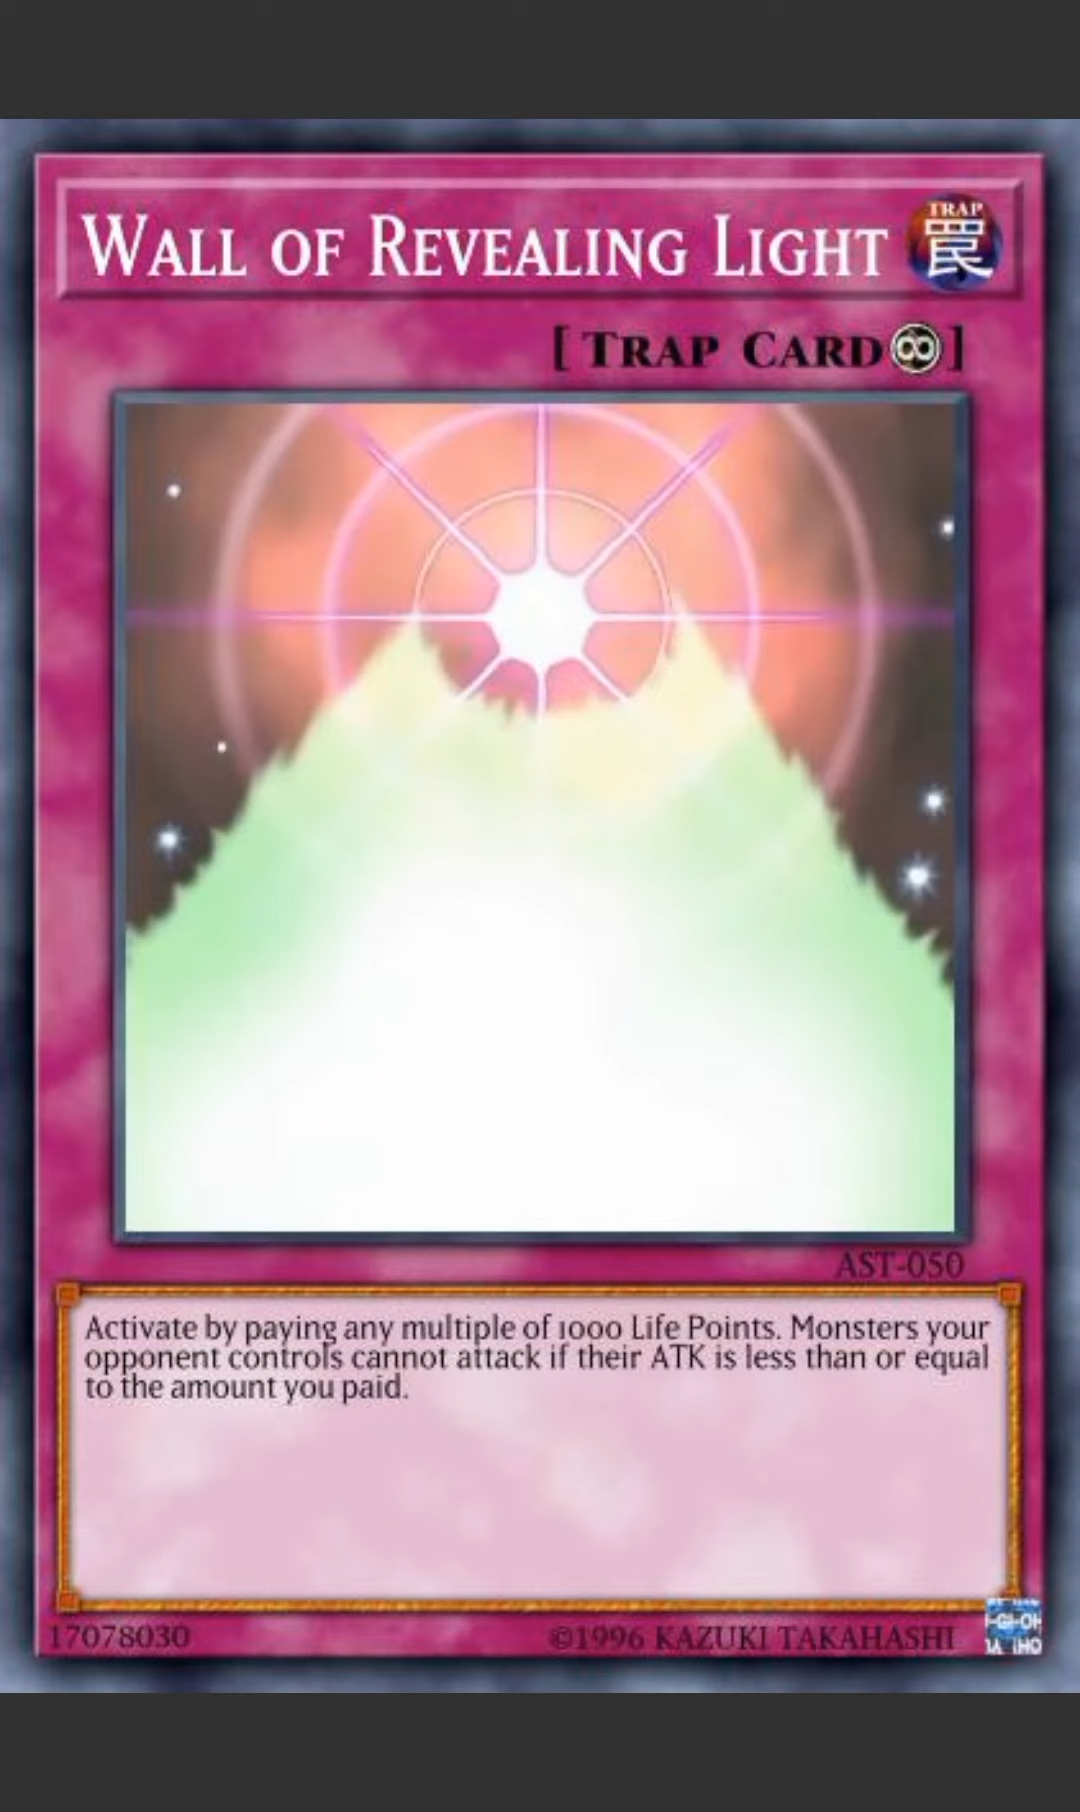 WALL OF REVEALING LIGHT
TRAP
罠
[ TRAP CARD ]
AST-050
Activate by paying any multiple of 1000 Life Points. Monsters your
opponent controls cannot attack if their ATK is less than or equal
to the amount you paid.
17078030
©1996 KAZUKI TAKAHASHI